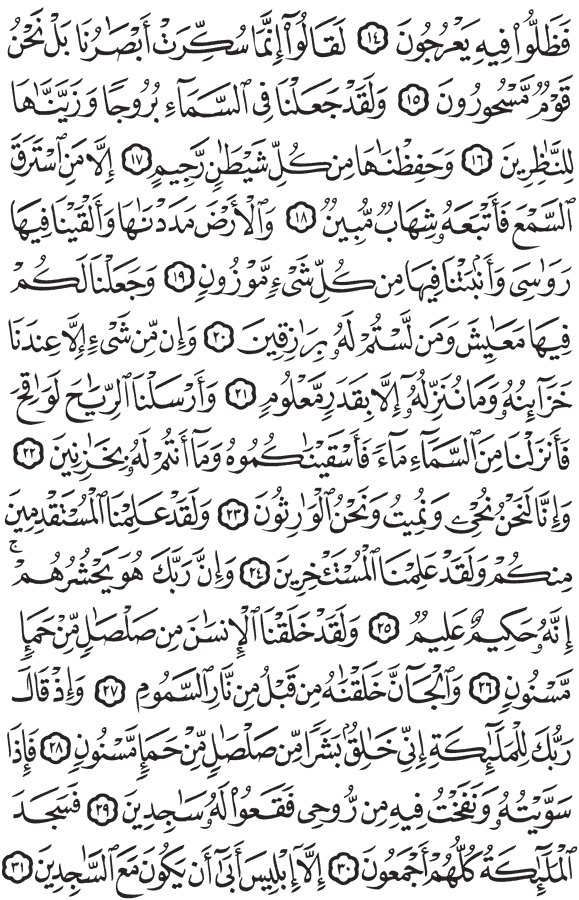 فَظَلُّوا۟ فِيهِ يَعْرُجُونَ ١٤ لَقَالُوٓا۟ إِنَّمَا سُكِّرَتْ أَبْصَٰرُنَا بَلْ نَحْنُ
قَوْمٌ مَّسْحُورُونَ ١٥ وَلَقَدْ جَعَلْنَا فِى ٱلسَّمَآءِ بُرُوجًا وَزَيَّنَّٰهَا
لِلنَّٰظِرِينَ ١٦ وَحَفِظْنَٰهَا مِن كُلِّ شَيْطَٰنٍ رَّجِيمٍ ١٧ إِلَّا مَنِ ٱسْتَرَقَ
ٱلسَّمْعَ فَأَتْبَعَهُۥ شِهَابٌ مُّبِينٌ ١٨ وَٱلْأَرْضَ مَدَدْنَٰهَا وَأَلْقَيْنَا فِيهَا
رَوَٰسِىَ وَأَنۢبَتْنَا فِيهَا مِن كُلِّ شَىْءٍ مَّوْزُونٍ ١٩ وَجَعَلْنَا لَكُمْ
فِيهَا مَعَٰيِشَ وَمَن لَّسْتُمْ لَهُۥ بِرَٰزِقِينَ ٢٠ وَإِن مِّن شَىْءٍ إِلَّا عِندَنَا
خَزَآئِنُهُۥ وَمَا نُنَزِّلُهُۥٓ إِلَّا بِقَدَرٍ مَّعْلُومٍ ٢١ وَأَرْسَلْنَا ٱلرِّيَٰحَ لَوَٰقِحَ
فَأَنزَلْنَا مِنَ ٱلسَّمَآءِ مَآءً فَأَسْقَيْنَٰكُمُوهُ وَمَآ أَنتُمْ لَهُۥ بِخَٰزِنِينَ ٢٢
وَإِنَّا لَنَحْنُ نُحْىِۦ وَنُمِيتُ وَنَحْنُ ٱلْوَٰرِثُونَ ٢٣ وَلَقَدْ عَلِمْنَا ٱلْمُسْتَقْدِمِينَ
مِنكُمْ وَلَقَدْ عَلِمْنَا ٱلْمُسْتَـْٔخِرِينَ ٢٤ وَإِنَّ رَبَّكَ هُوَ يَحْشُرُهُمْ ۚ
إِنَّهُۥ حَكِيمٌ عَلِيمٌ ٢٥ وَلَقَدْ خَلَقْنَا ٱلْإِنسَٰنَ مِن صَلْصَٰلٍ مِّنْ حَمَإٍ
مَّسْنُونٍ ٢٦ وَٱلْجَآنَّ خَلَقْنَٰهُ مِن قَبْلُ مِن نَّارِ ٱلسَّمُومِ ٢٧ وَإِذْ قَالَ
رَبُّكَ لِلْمَلَٰٓئِكَةِ إِنِّى خَٰلِقٌۢ بَشَرًا مِّن صَلْصَٰلٍ مِّنْ حَمَإٍ مَّسْنُونٍ ٢٨ فَإِذَا
سَوَّيْتُهُۥ وَنَفَخْتُ فِيهِ مِن رُّوحِى فَقَعُوا۟ لَهُۥ سَٰجِدِينَ ٢٩ فَسَجَدَ
ٱلْمَلَٰٓئِكَةُ كُلُّهُمْ أَجْمَعُونَ ٣٠ إِلَّآ إِبْلِيسَ أَبَىٰٓ أَن يَكُونَ مَعَ ٱلسَّٰجِدِينَ ٣١